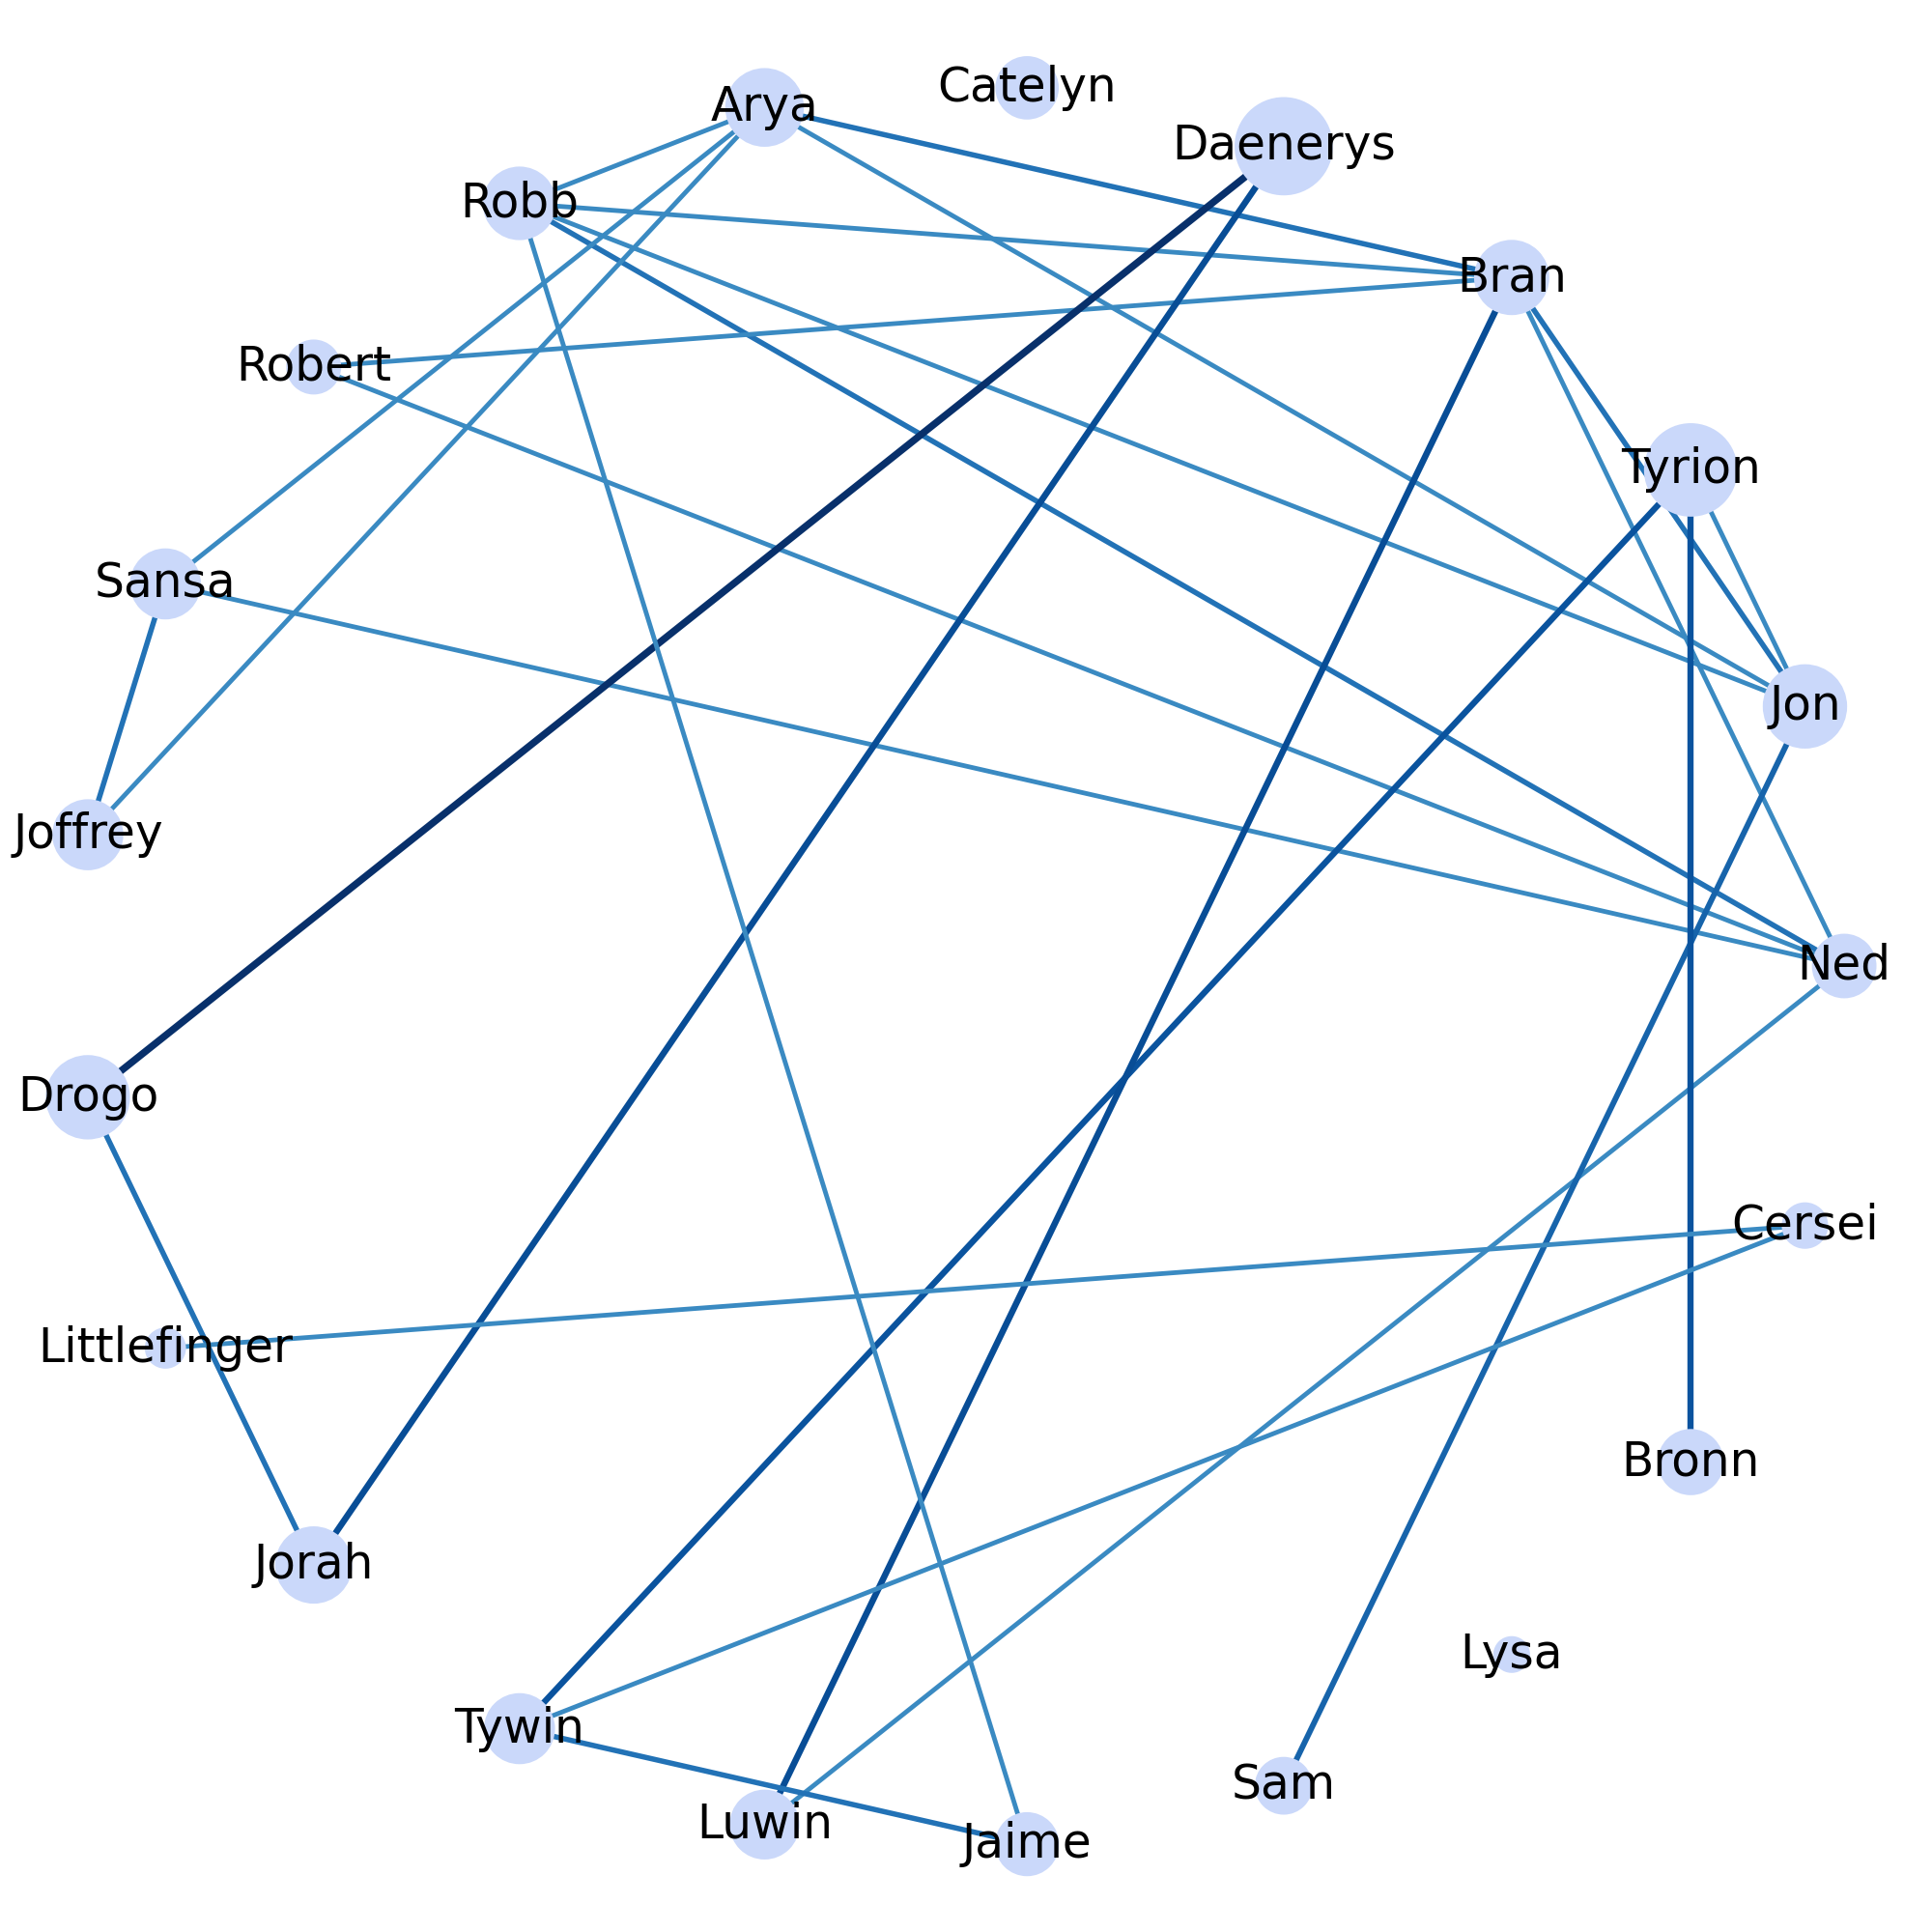 Catelyn
Arya
Daenerys
Robb
Bran
Robert
Tyrion
Sansa
Jon
Joffrey
Ned
Drogo
Cersei
Littlefinger
Bronn
Jorah
Lysa
Tywin
Sam
Luwin
Jaime